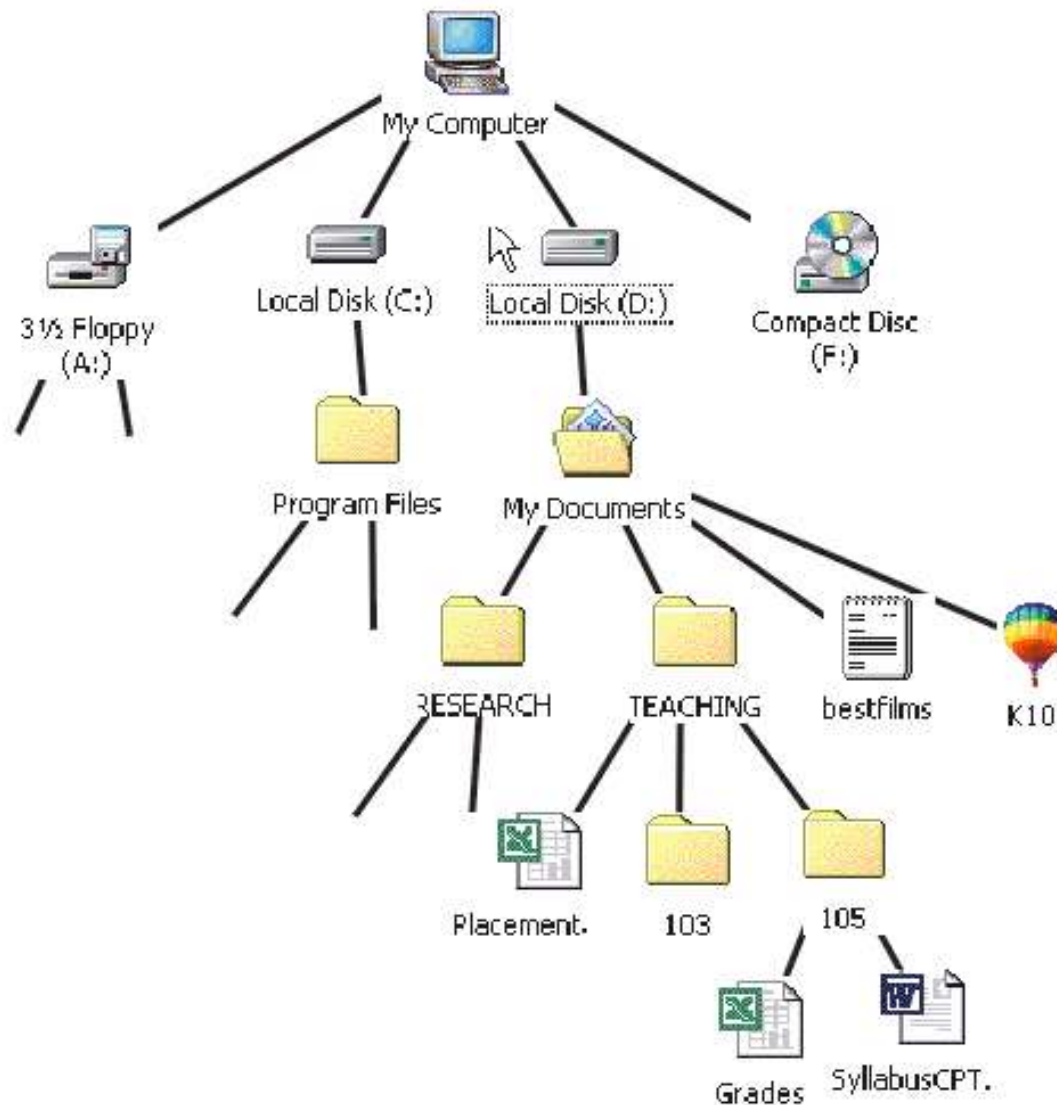 My Computer
3½ Floppy
(A:)
Local Disk (C:)
Local Disk (D:)
Compact Disc
(F:)
Program Files
My Documents
RESEARCH
TEACHING
bestfilms
K10
Placement.
103
105
Grades
SyllabusCPT.